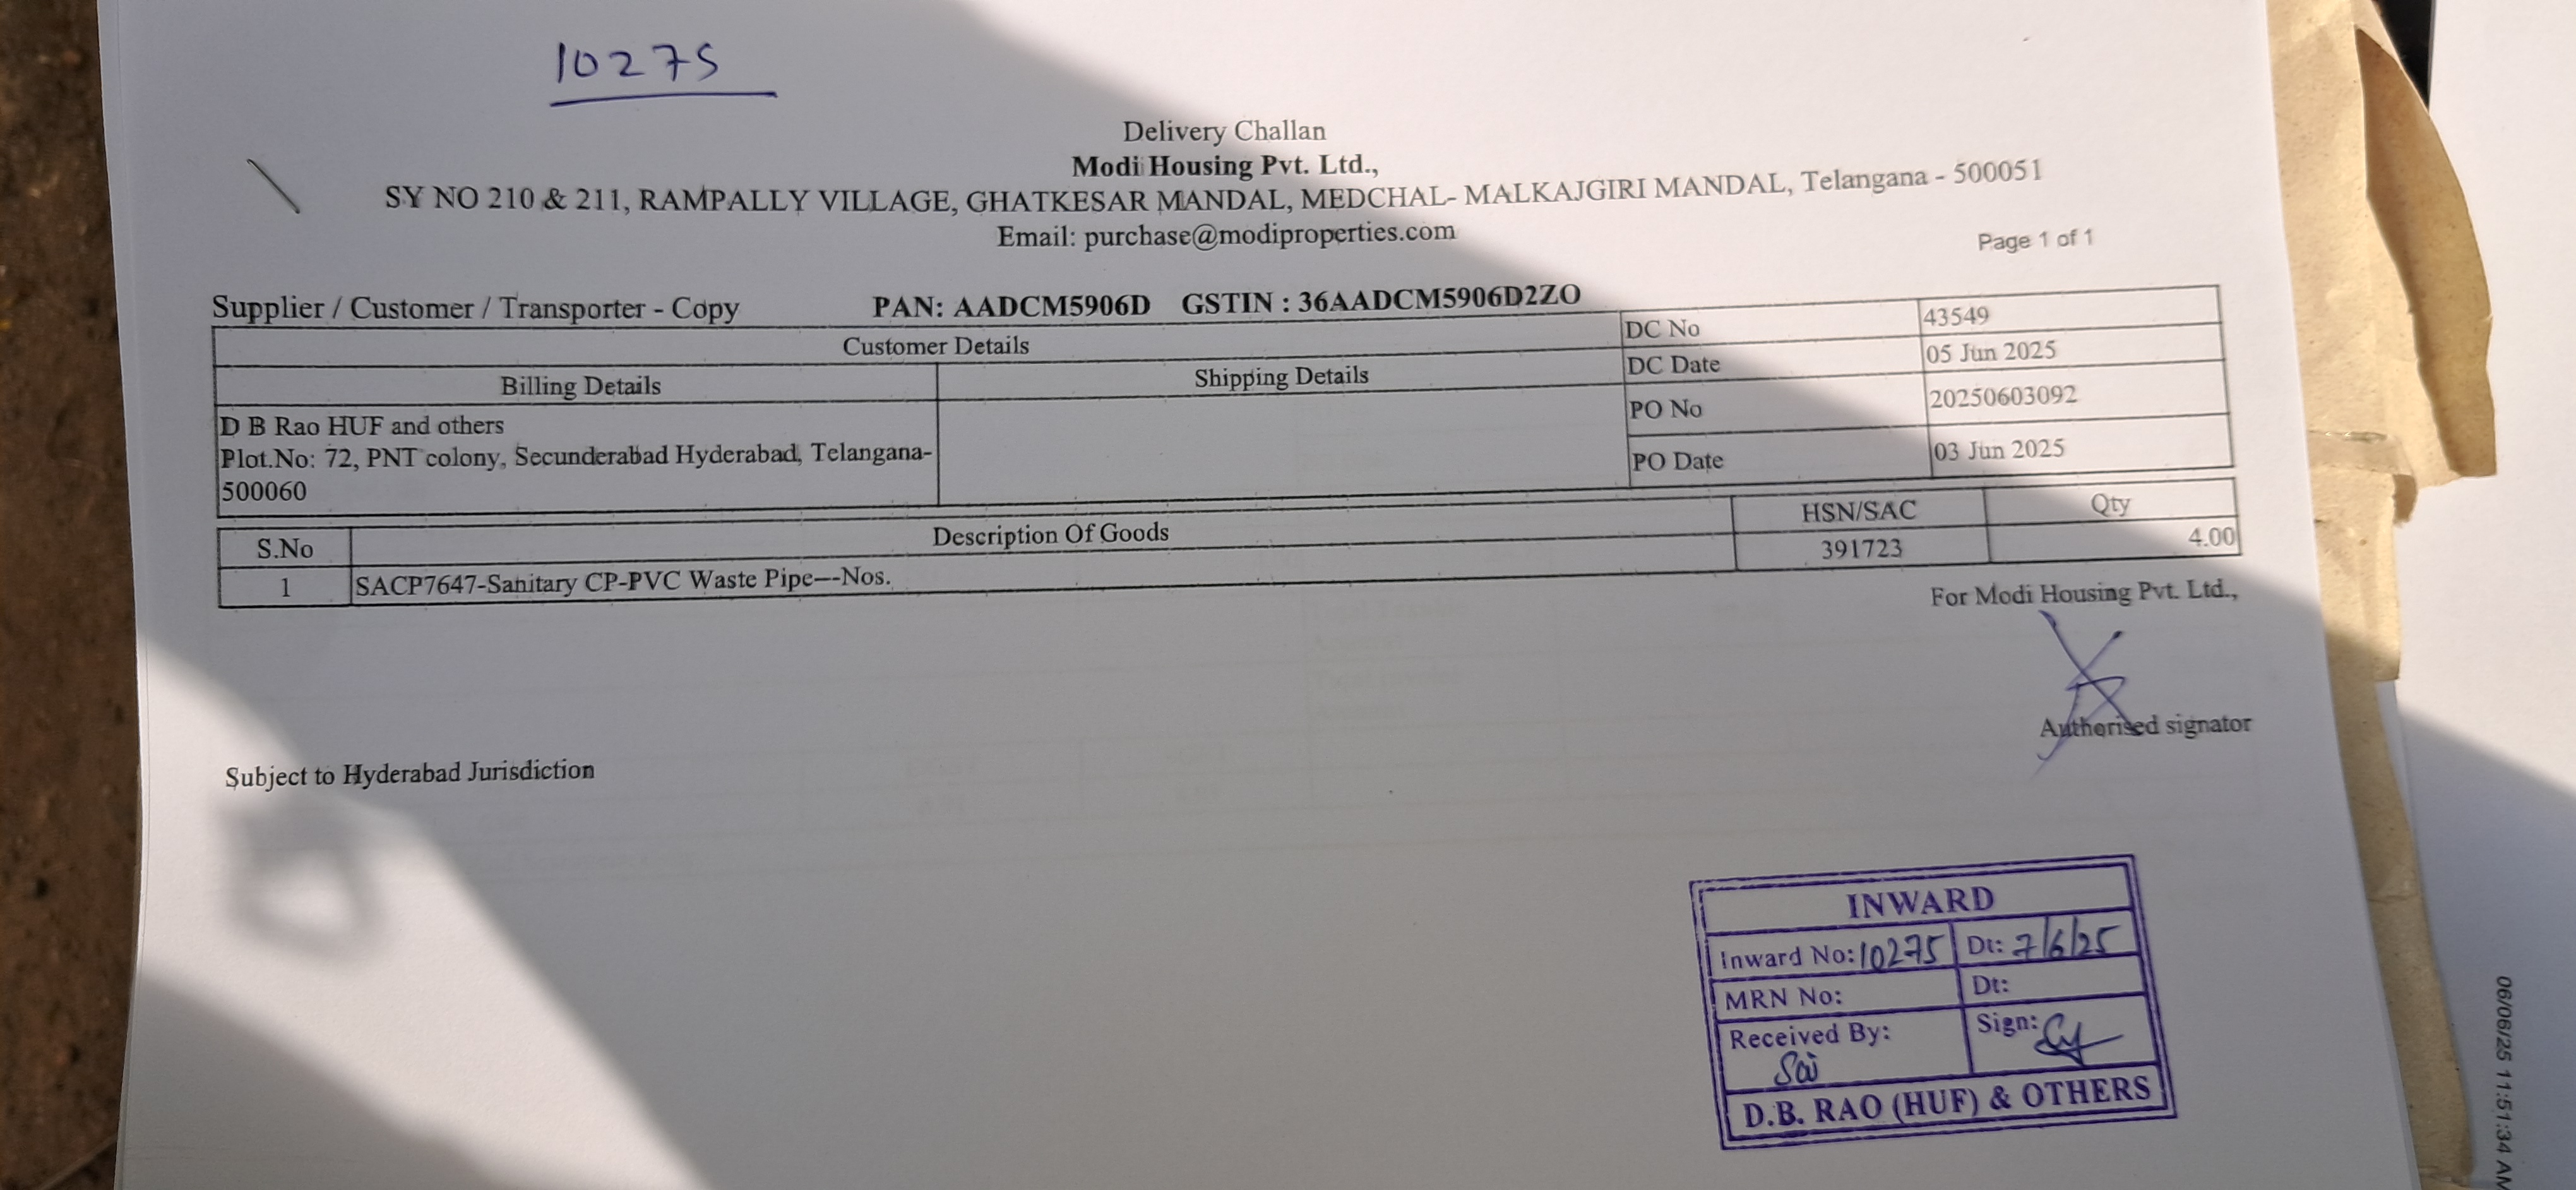 10275
Delivery Challan
Modi Housing Pvt. Ltd.,
SY NO 210 & 211, RAMPALLY VILLAGE, GHATKESAR MANDAL, MEDCHAL- MALKAJGIRI MANDAL, Telangana - 500051
Email: purchase@modiproperties.com
Page 1 of 1
Supplier / Customer / Transporter - Copy PAN: AADCM5906D GSTIN : 36AADCM5906D2ZO
Customer Details
DC No 43549
DC Date 05 Jun 2025
PO No 20250603092
PO Date 03 Jun 2025
Billing Details Shipping Details
D B Rao HUF and others
Plot.No: 72, PNT colony, Secunderabad Hyderabad, Telangana-
500060
S.No Description Of Goods HSN/SAC Qty
1 SACP7647-Sanitary CP-PVC Waste Pipe---Nos. 391723 4.00
For Modi Housing Pvt. Ltd.,
Authorised signator
Subject to Hyderabad Jurisdiction
INWARD
Inward No: 10275 Dt: 7/6/25
MRN No: Dt:
Received By: Sai Sign:
D.B. RAO (HUF) & OTHERS
06/06/25 11:51:34 AM